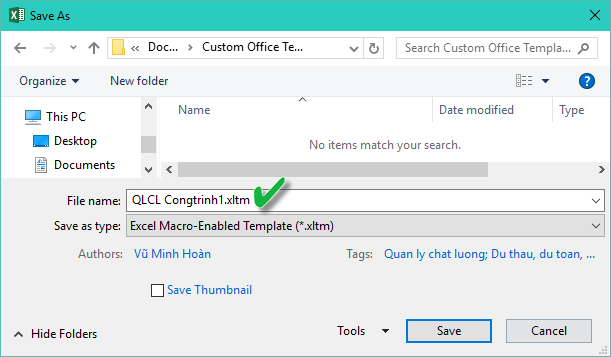 Save As
Doc... Custom Office Te...
Search Custom Office Templa...
Organize New folder
?
This PC
Desktop
Documents
Name Date modified Type
No items match your search.
File name: QLCL Congtrinh1.xltm
Save as type: Excel Macro-Enabled Template (*.xltm)
Authors: Vũ Minh Hoàn Tags: Quan ly chat luong; Du thau, du toan, ...
Save Thumbnail
Hide Folders Tools Save Cancel